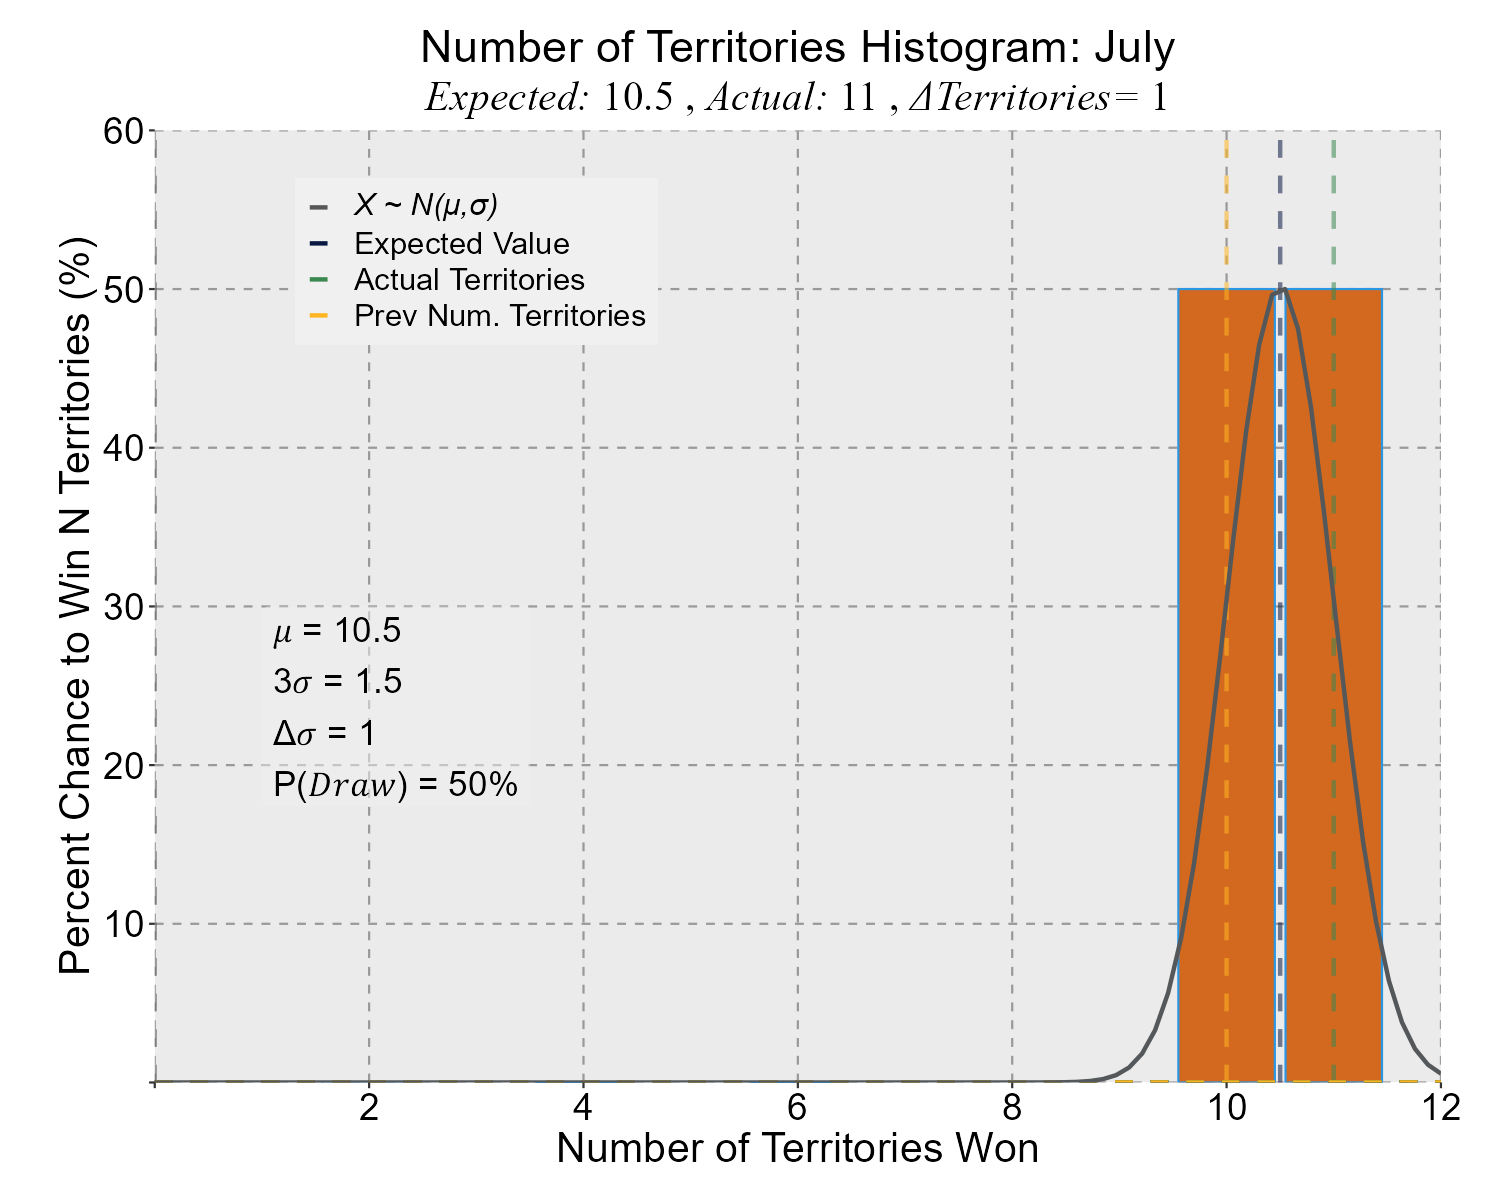 Number of Territories Histogram: July
Expected: 10.5 , Actual: 11 , ΔTerritories= 1
Percent Chance to Win N Territories (%)
60
50
40
30
20
10
X ~ N(μ,σ)
Expected Value
Actual Territories
Prev Num. Territories
μ = 10.5
3σ = 1.5
Δσ = 1
P(Draw) = 50%
2 4 6 8 10 12
Number of Territories Won